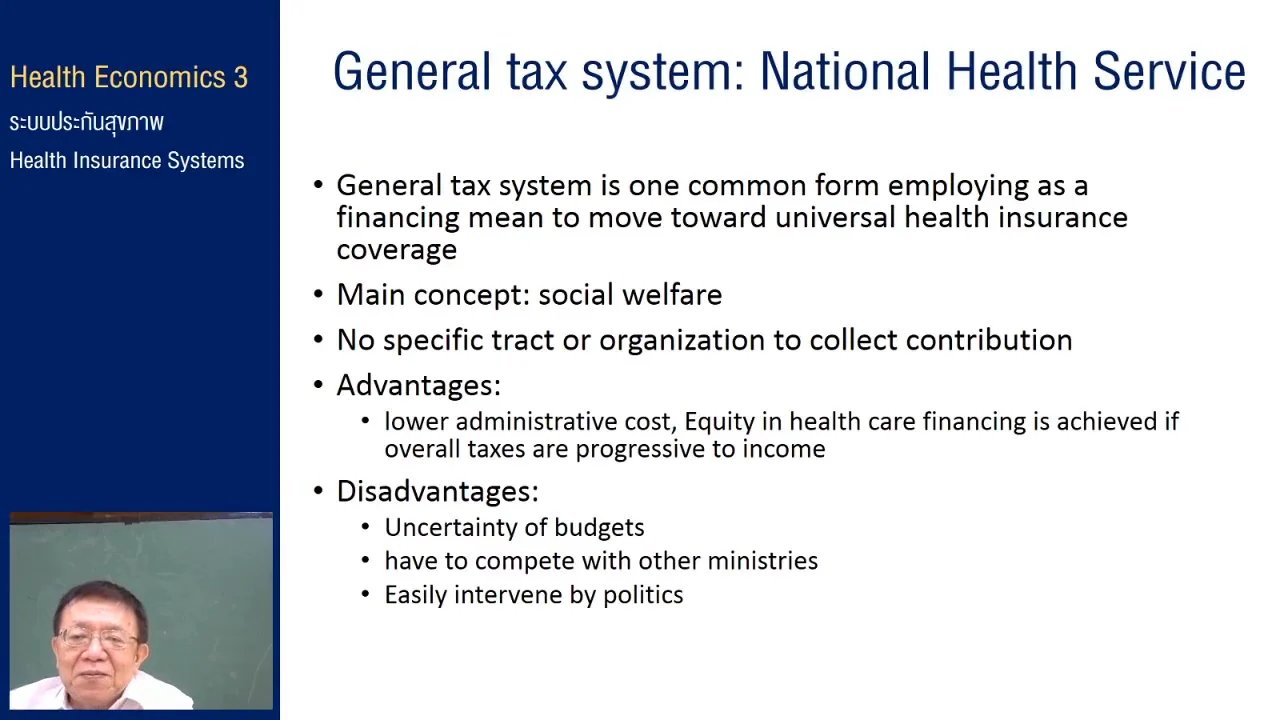 Health Economics 3
ระบบประกันสุขภาพ
Health Insurance Systems
General tax system: National Health Service
• General tax system is one common form employing as a
financing mean to move toward universal health insurance
coverage
• Main concept: social welfare
• No specific tract or organization to collect contribution
• Advantages:
• lower administrative cost, Equity in health care financing is achieved if
overall taxes are progressive to income
• Disadvantages:
• Uncertainty of budgets
• have to compete with other ministries
• Easily intervene by politics